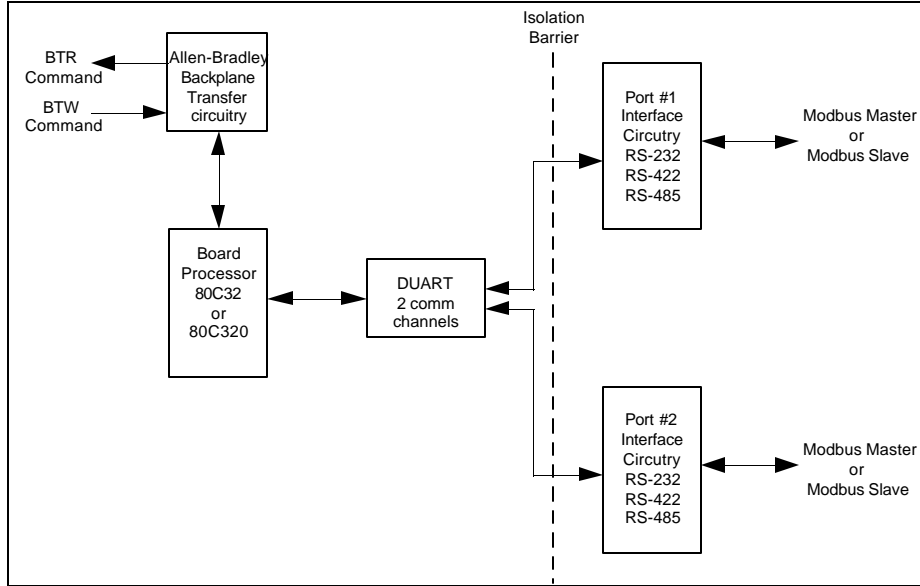 Isolation
Barrier
BTR
Command
BTW
Command
Allen-Bradley
Backplane
Transfer
circuitry
Port #1
Interface
Circutry
RS-232
RS-422
RS-485
Modbus Master
or
Modbus Slave
Board
Processor
80C32
or
80C320
DUART
2 comm
channels
Port #2
Interface
Circutry
RS-232
RS-422
RS-485
Modbus Master
or
Modbus Slave